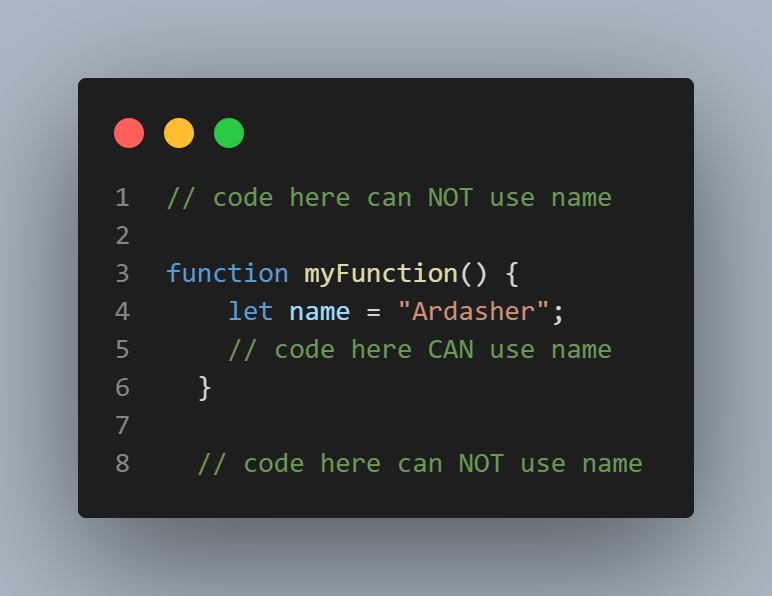 1 // code here can NOT use name
2
3 function myFunction() {
4     let name = "Ardasher";
5     // code here CAN use name
6   }
7
8   // code here can NOT use name